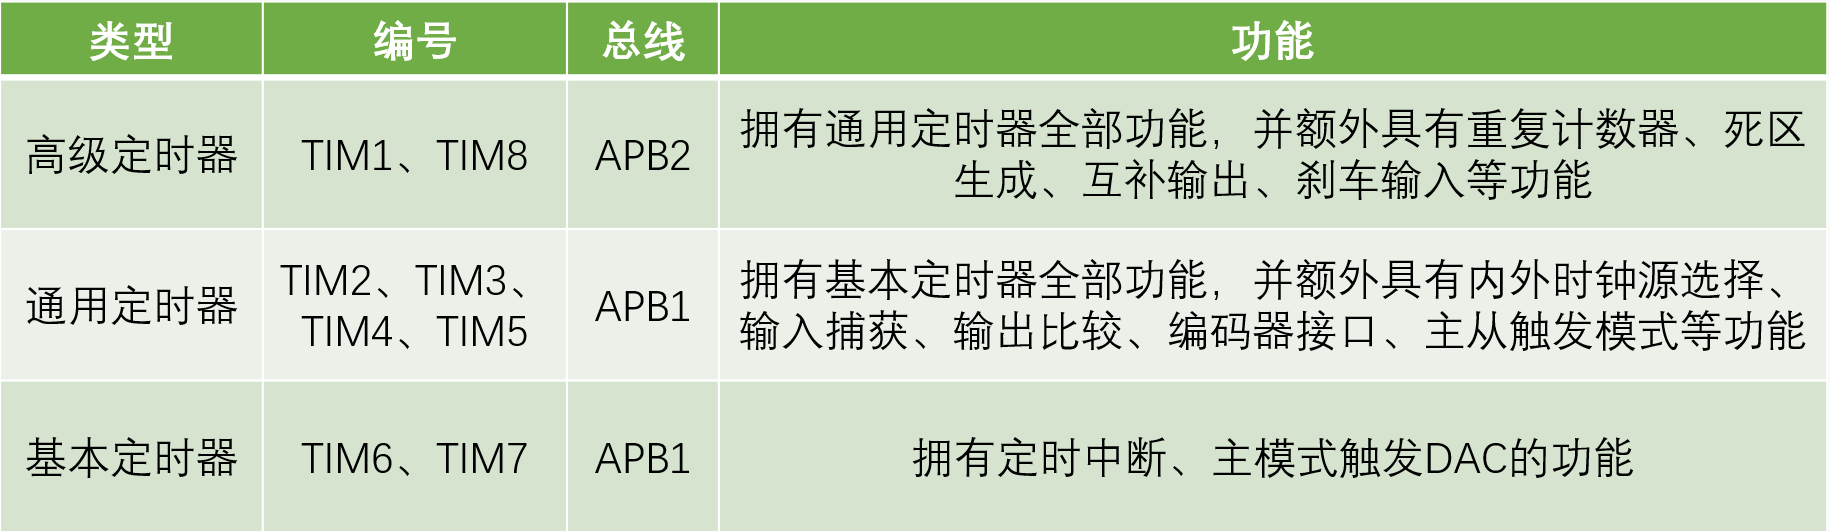 类型 编号 总线 功能
高级定时器 TIM1、TIM8 APB2 拥有通用定时器全部功能，并额外具有重复计数器、死区
生成、互补输出、刹车输入等功能
通用定时器 TIM2、TIM3、
TIM4、TIM5 APB1 拥有基本定时器全部功能，并额外具有内外时钟源选择、
输入捕获、输出比较、编码器接口、主从触发模式等功能
基本定时器 TIM6、TIM7 APB1 拥有定时中断、主模式触发DAC的功能